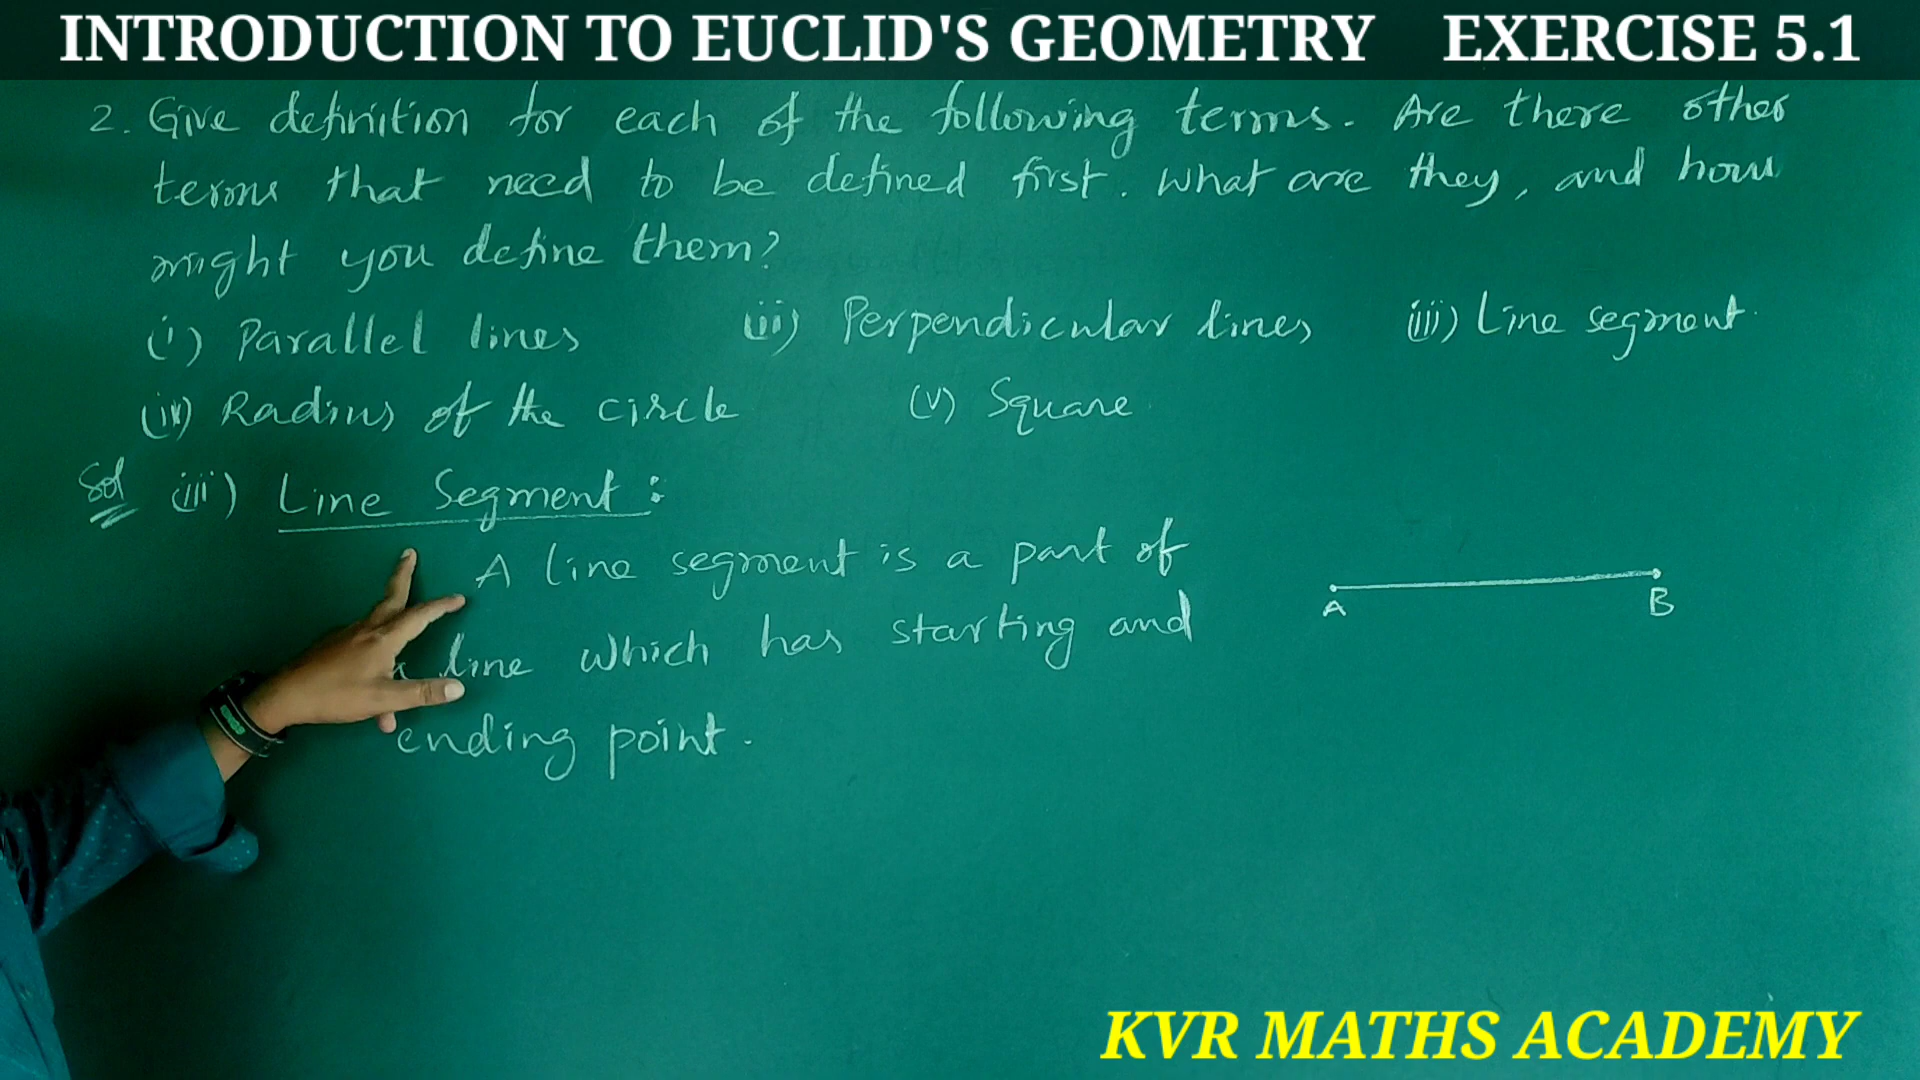 INTRODUCTION TO EUCLID'S GEOMETRY EXERCISE 5.1
2. Give definition for each of the following terms. Are there other
terms that need to be defined first. What are they, and how
might you define them?
(i) Parallel lines (ii) Perpendicular lines (iii) Line segment.
(iv) Radius of the circle (v) Square
Sol (iii) Line Segment:
A line segment is a part of
a line which has starting and
ending point.
A B
KVR MATHS ACADEMY